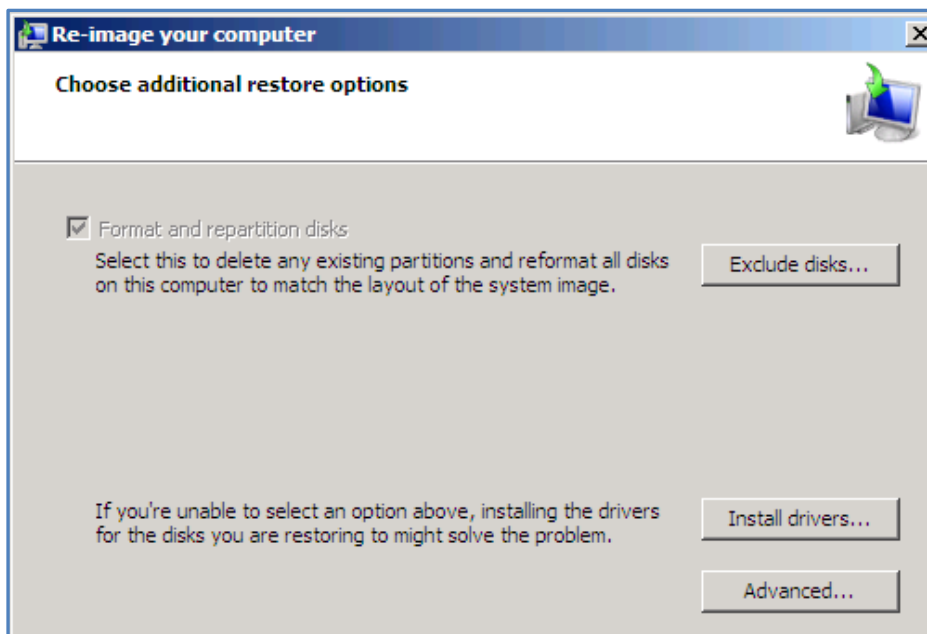 Re-image your computer
Choose additional restore options
Format and repartition disks
Select this to delete any existing partitions and reformat all disks
on this computer to match the layout of the system image.
Exclude disks...
If you're unable to select an option above, installing the drivers
for the disks you are restoring to might solve the problem.
Install drivers...
Advanced...